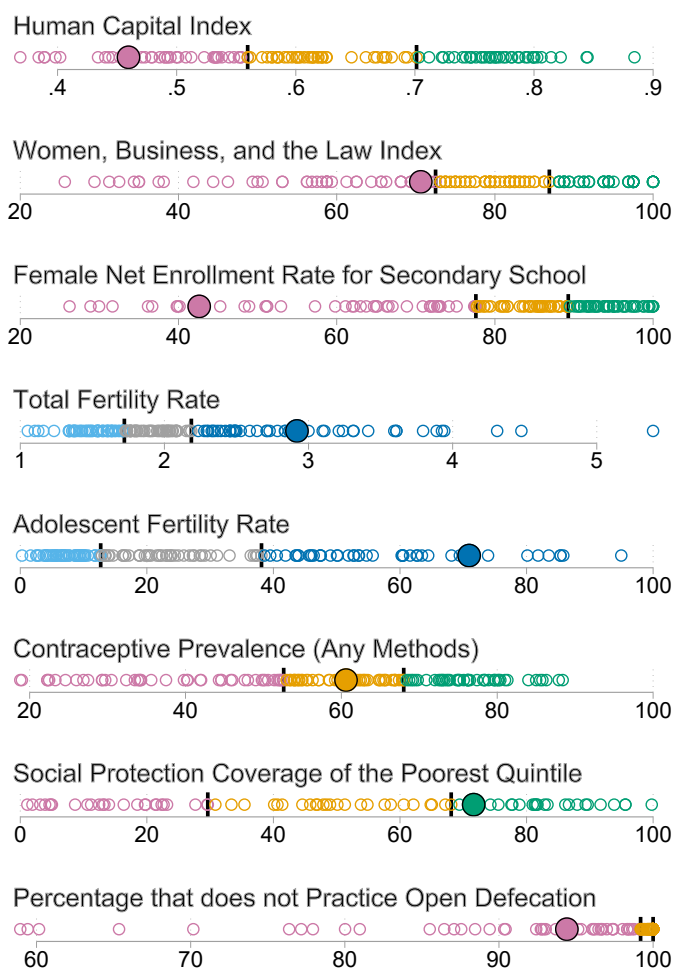 Human Capital Index
.4 .5 .6 .7 .8 .9
Women, Business, and the Law Index
20 40 60 80 100
Female Net Enrollment Rate for Secondary School
20 40 60 80 100
Total Fertility Rate
1 2 3 4 5
Adolescent Fertility Rate
0 20 40 60 80 100
Contraceptive Prevalence (Any Methods)
20 40 60 80 100
Social Protection Coverage of the Poorest Quintile
0 20 40 60 80 100
Percentage that does not Practice Open Defecation
60 70 80 90 100